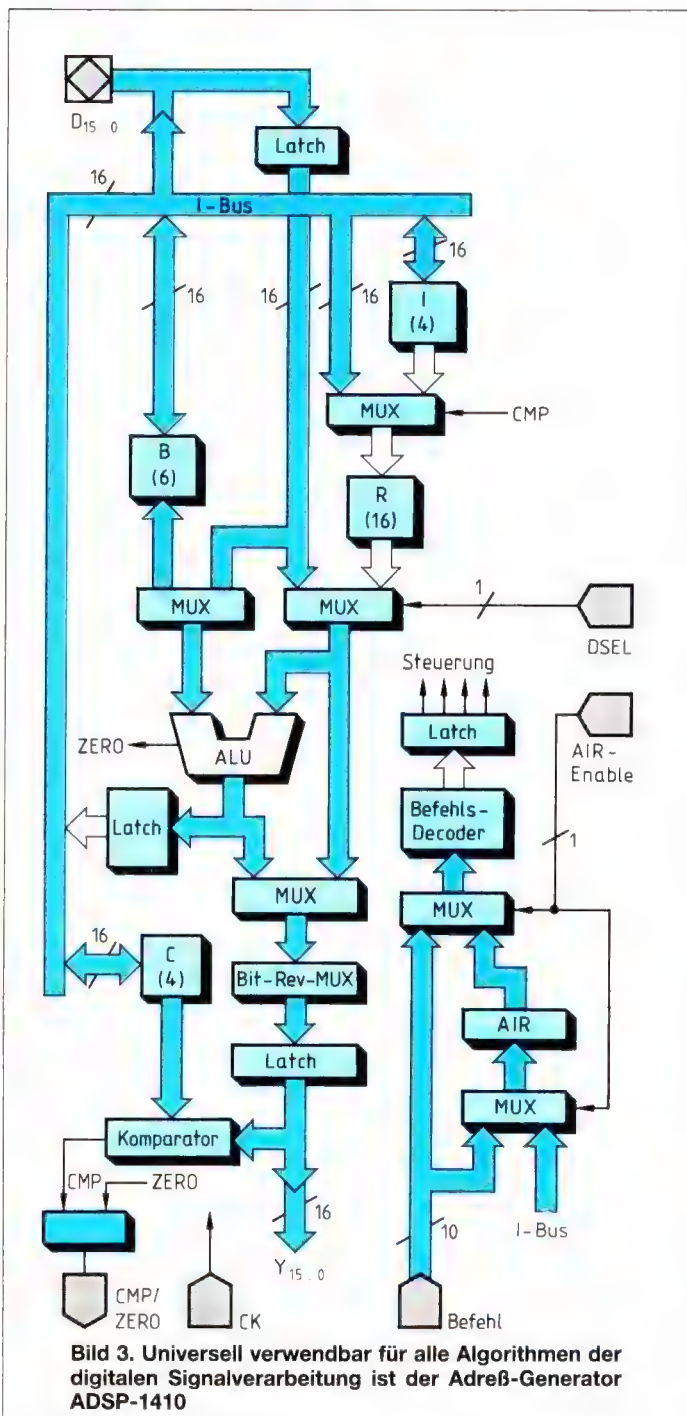 D15...0
Latch
16
I-Bus
16
16
16
16
I
(4)
MUX
CMP
B
(6)
R
(16)
MUX
MUX
1
DSEL
Steuerung
ZERO
ALU
Latch
AIR-
Enable
Latch
Befehls-
Decoder
1
MUX
MUX
16
C
(4)
Bit-Rev-MUX
AIR
Latch
MUX
Komparator
CMP
ZERO
16
10
I-Bus
Y15...0
CMP/
ZERO
CK
Befehl
Bild 3. Universell verwendbar für alle Algorithmen der
digitalen Signalverarbeitung ist der Adreß-Generator
ADSP-1410